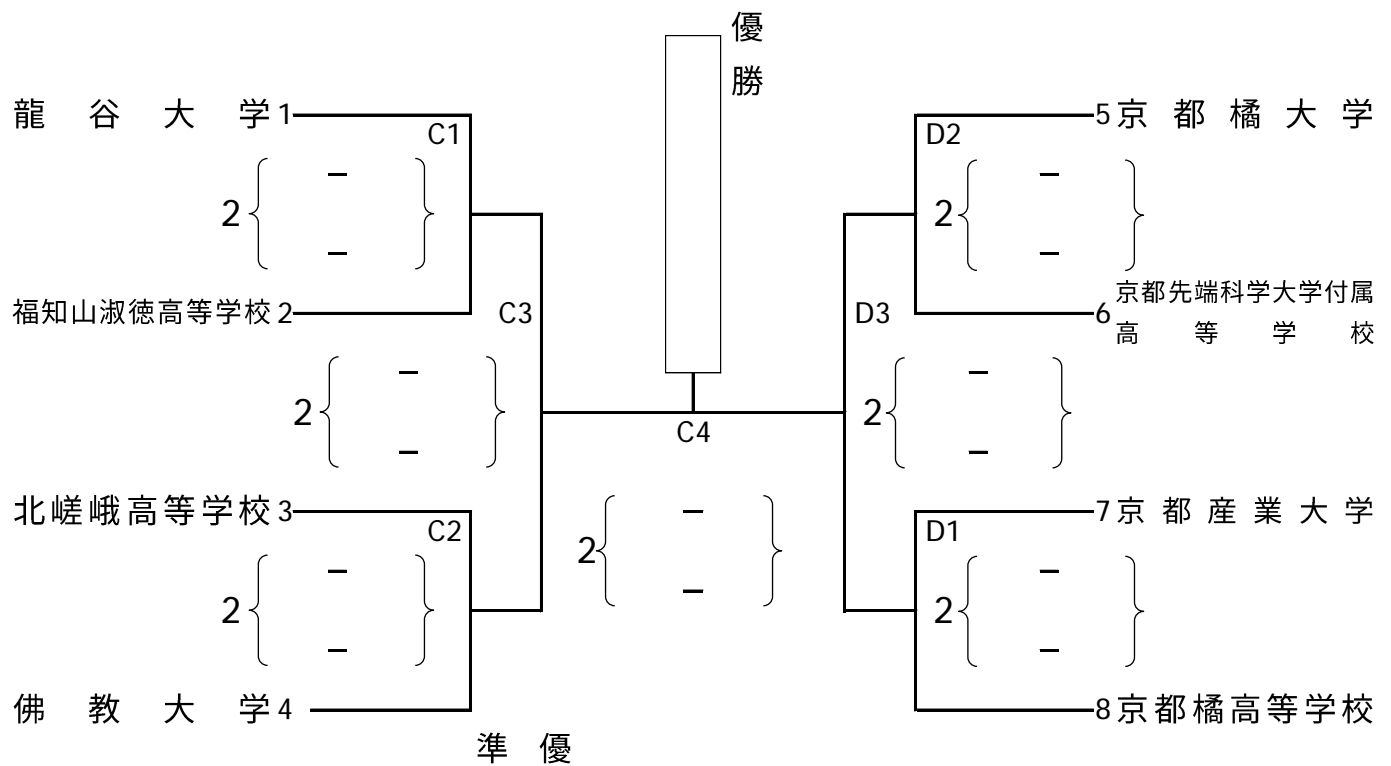 優
勝
龍谷大学 1
C1
D2
5 京都橘大学
2 { － }
－
2 { － }
－
福知山淑徳高等学校 2
C3
D3
6 京都先端科学大学付属
高等学校
2 { － }
－
2 { － }
－
C4
北嵯峨高等学校 3
C2
D1
7 京都産業大学
2 { － }
－
2 { － }
－
2 { － }
－
佛教大学 4
8 京都橘高等学校
準優